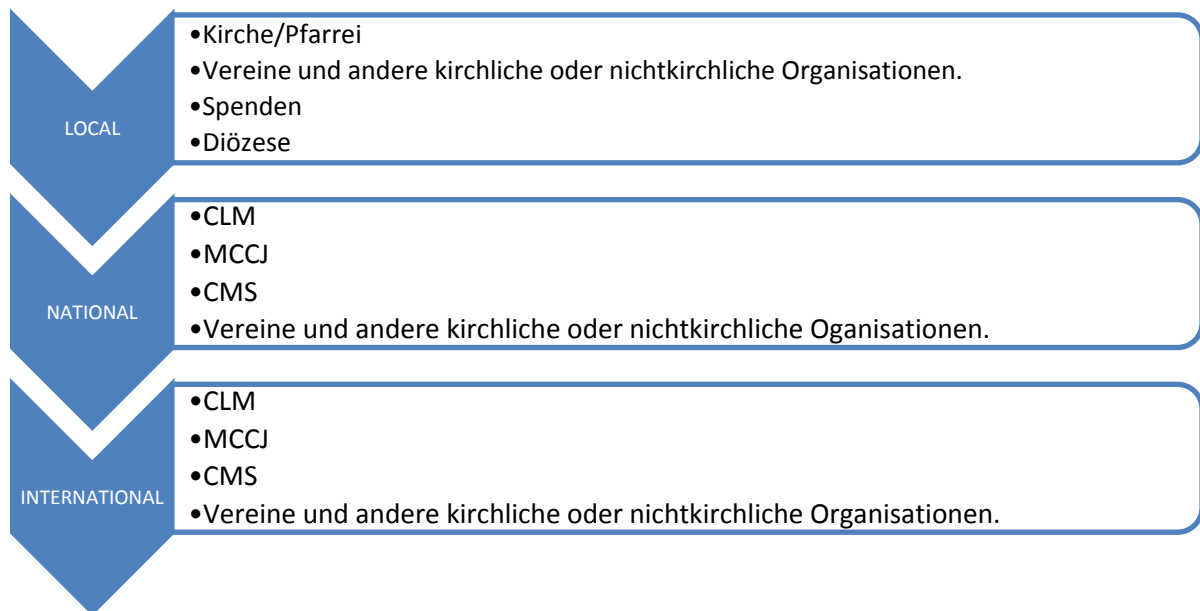 LOCAL
•Kirche/Pfarrei
•Vereine und andere kirchliche oder nichtkirchliche Organisationen.
•Spenden
•Diözese
NATIONAL
•CLM
•MCCJ
•CMS
•Vereine und andere kirchliche oder nichtkirchliche Oganisationen.
INTERNATIONAL
•CLM
•MCCJ
•CMS
•Vereine und andere kirchliche oder nichtkirchliche Organisationen.